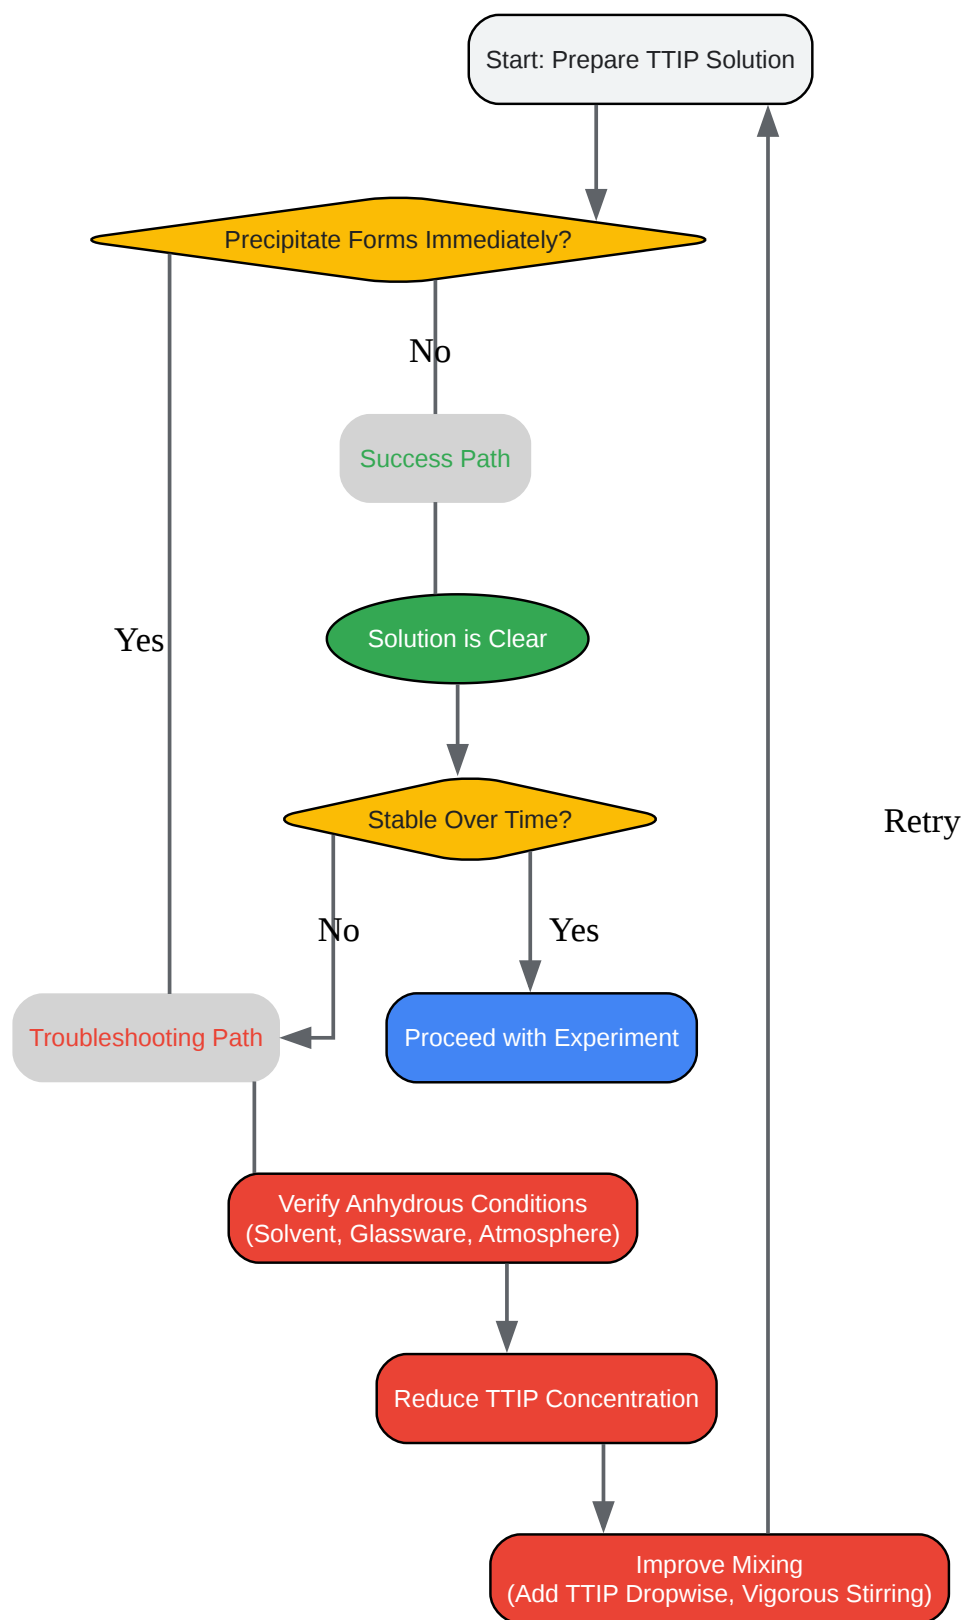 Start: Prepare TTIP Solution
Precipitate Forms Immediately?
No
Success Path
Yes
Solution is Clear
Stable Over Time?
Retry
No
Yes
Troubleshooting Path
Proceed with Experiment
Verify Anhydrous Conditions
(Solvent, Glassware, Atmosphere)
Reduce TTIP Concentration
Improve Mixing
(Add TTIP Dropwise, Vigorous Stirring)